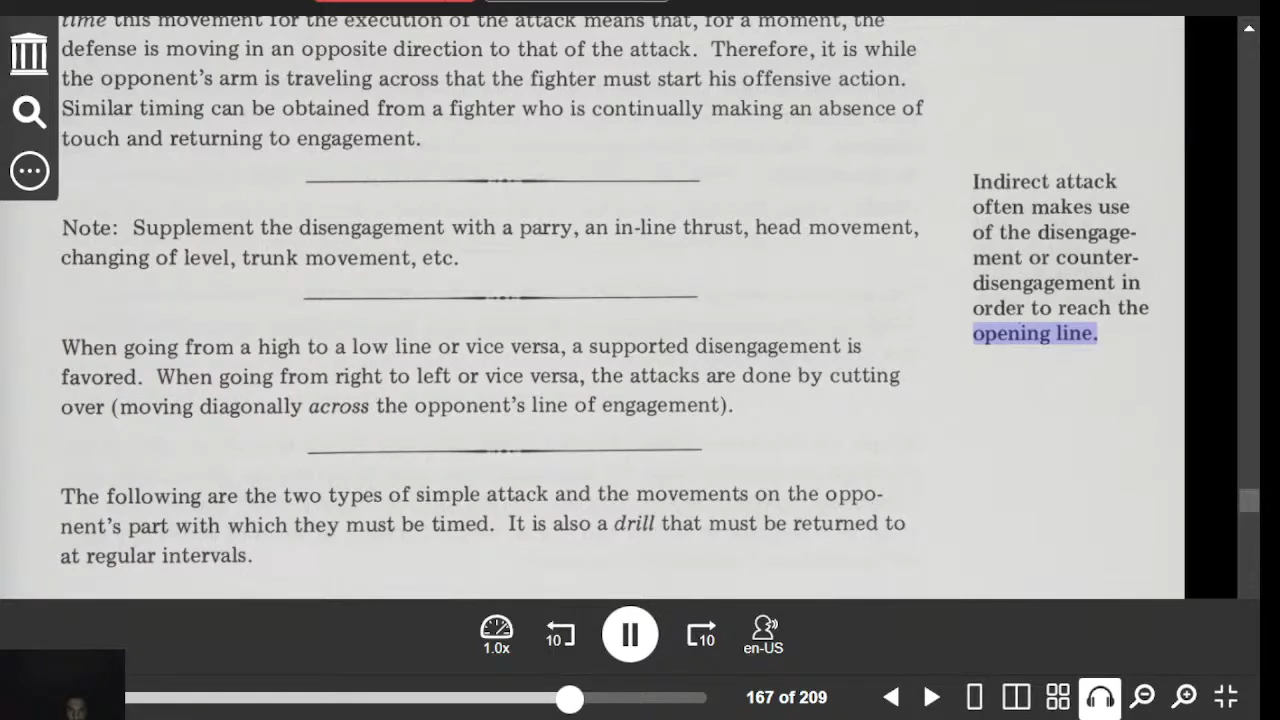 time this movement for the execution of the attack means that, for a moment, the
defense is moving in an opposite direction to that of the attack. Therefore, it is while
the opponent's arm is traveling across that the fighter must start his offensive action.
Similar timing can be obtained from a fighter who is continually making an absence of
touch and returning to engagement.
Note: Supplement the disengagement with a parry, an in-line thrust, head movement,
changing of level, trunk movement, etc.
When going from a high to a low line or vice versa, a supported disengagement is
favored. When going from right to left or vice versa, the attacks are done by cutting
over (moving diagonally across the opponent's line of engagement).
The following are the two types of simple attack and the movements on the oppo-
nent's part with which they must be timed. It is also a drill that must be returned to
at regular intervals.
Indirect attack
often makes use
of the disengage-
ment or counter-
disengagement in
order to reach the
opening line.
1.0x
10
10
en-US
167 of 209